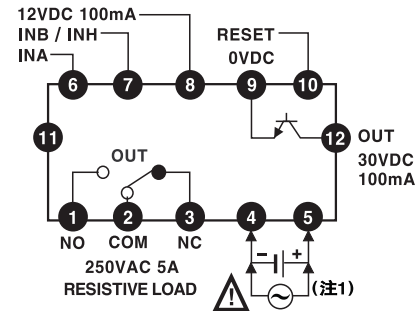 12VDC 100mA
INB / INH
INA
RESET
0VDC
6
7
8
9
10
11
12
OUT
30VDC
100mA
OUT
1
2
3
4
5
NO
COM
NC
- +
250VAC 5A
RESISTIVE LOAD
(注1)